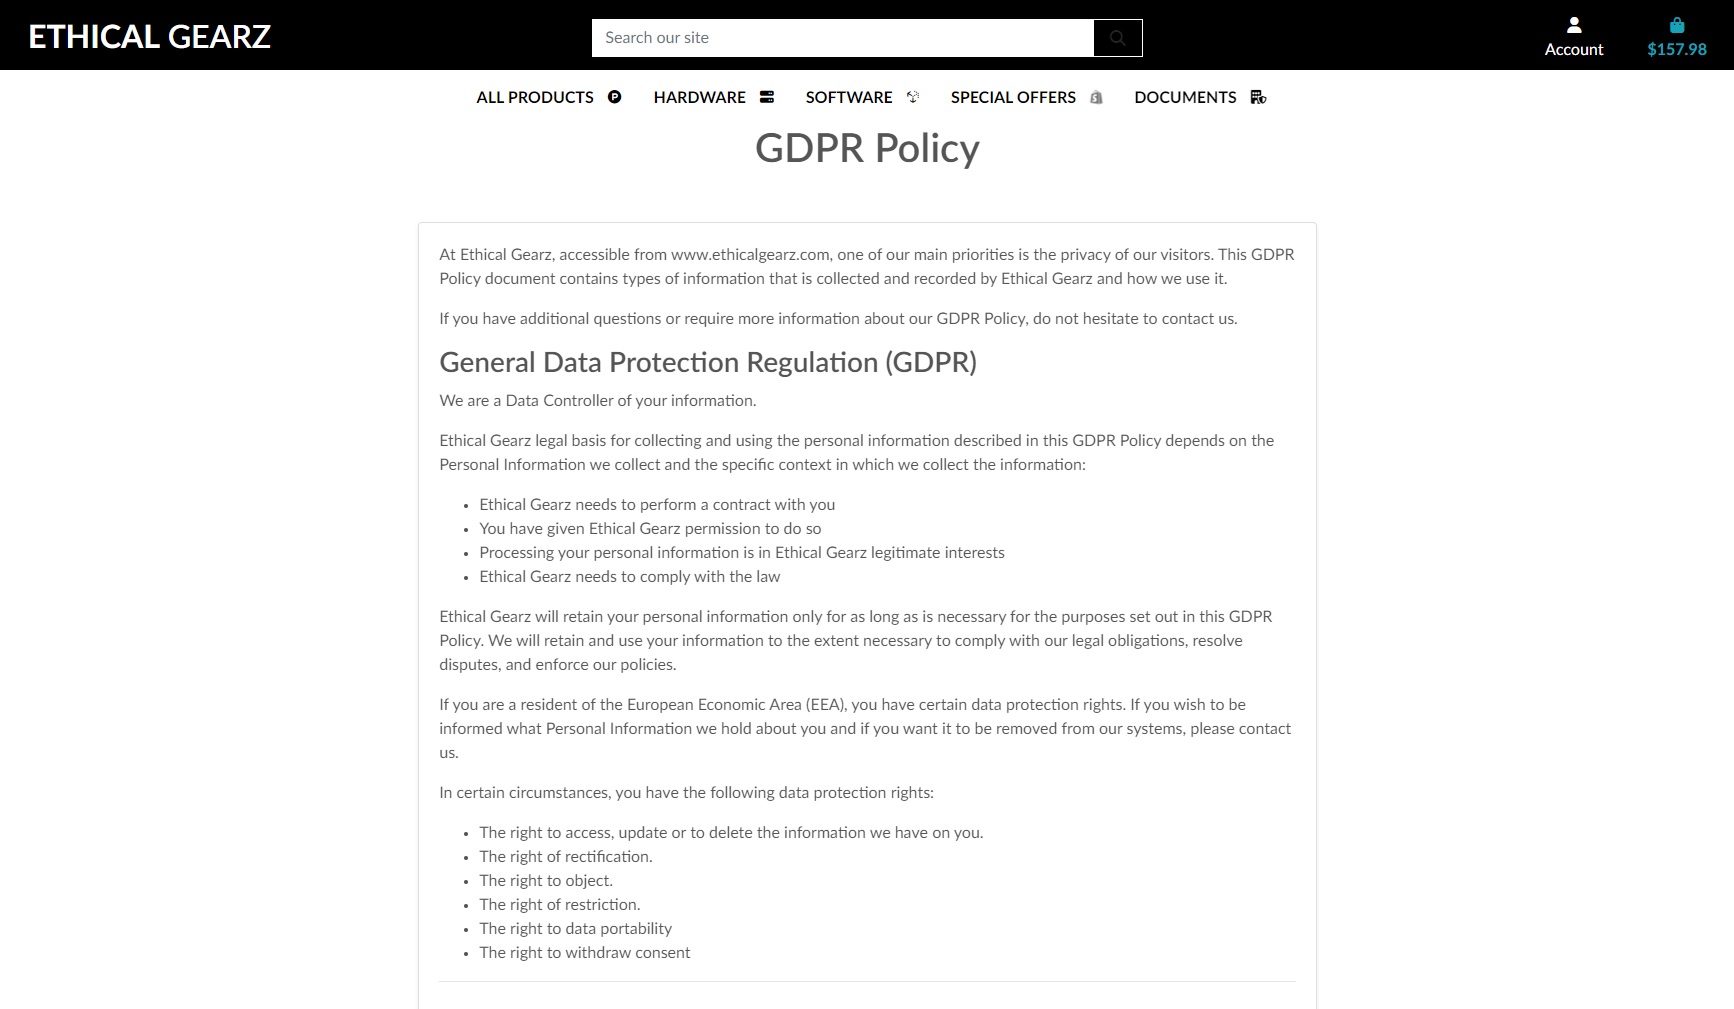 ETHICAL GEARZ
Search our site
Account
$157.98
ALL PRODUCTS
HARDWARE
SOFTWARE
SPECIAL OFFERS
DOCUMENTS
GDPR Policy
At Ethical Gearz, accessible from www.ethicalgearz.com, one of our main priorities is the privacy of our visitors. This GDPR
Policy document contains types of information that is collected and recorded by Ethical Gearz and how we use it.
If you have additional questions or require more information about our GDPR Policy, do not hesitate to contact us.
General Data Protection Regulation (GDPR)
We are a Data Controller of your information.
Ethical Gearz legal basis for collecting and using the personal information described in this GDPR Policy depends on the
Personal Information we collect and the specific context in which we collect the information:
• Ethical Gearz needs to perform a contract with you
• You have given Ethical Gearz permission to do so
• Processing your personal information is in Ethical Gearz legitimate interests
• Ethical Gearz needs to comply with the law
Ethical Gearz will retain your personal information only for as long as is necessary for the purposes set out in this GDPR
Policy. We will retain and use your information to the extent necessary to comply with our legal obligations, resolve
disputes, and enforce our policies.
If you are a resident of the European Economic Area (EEA), you have certain data protection rights. If you wish to be
informed what Personal Information we hold about you and if you want it to be removed from our systems, please contact
us.
In certain circumstances, you have the following data protection rights:
• The right to access, update or to delete the information we have on you.
• The right of rectification.
• The right to object.
• The right of restriction.
• The right to data portability
• The right to withdraw consent